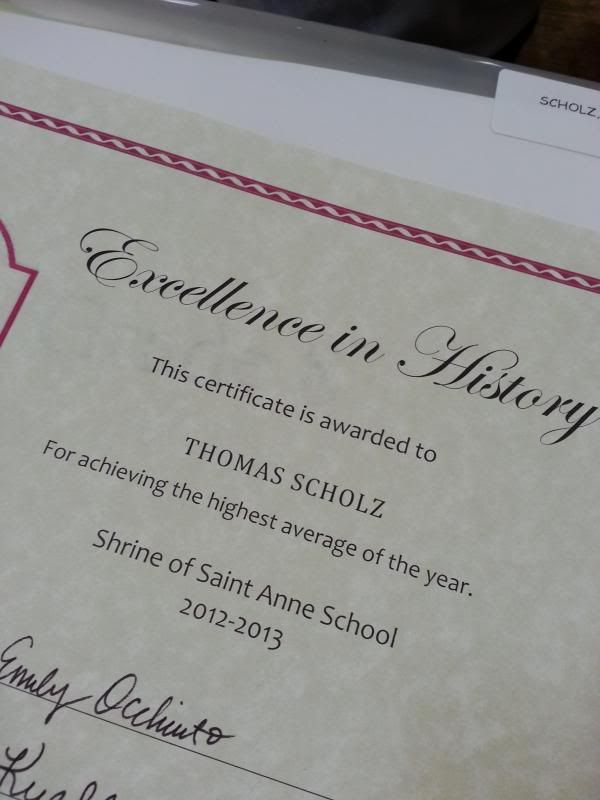 SCHOLZ,
Excellence in History
This certificate is awarded to
THOMAS SCHOLZ
For achieving the highest average of the year.
Shrine of Saint Anne School
2012-2013
Emily Occhiuto